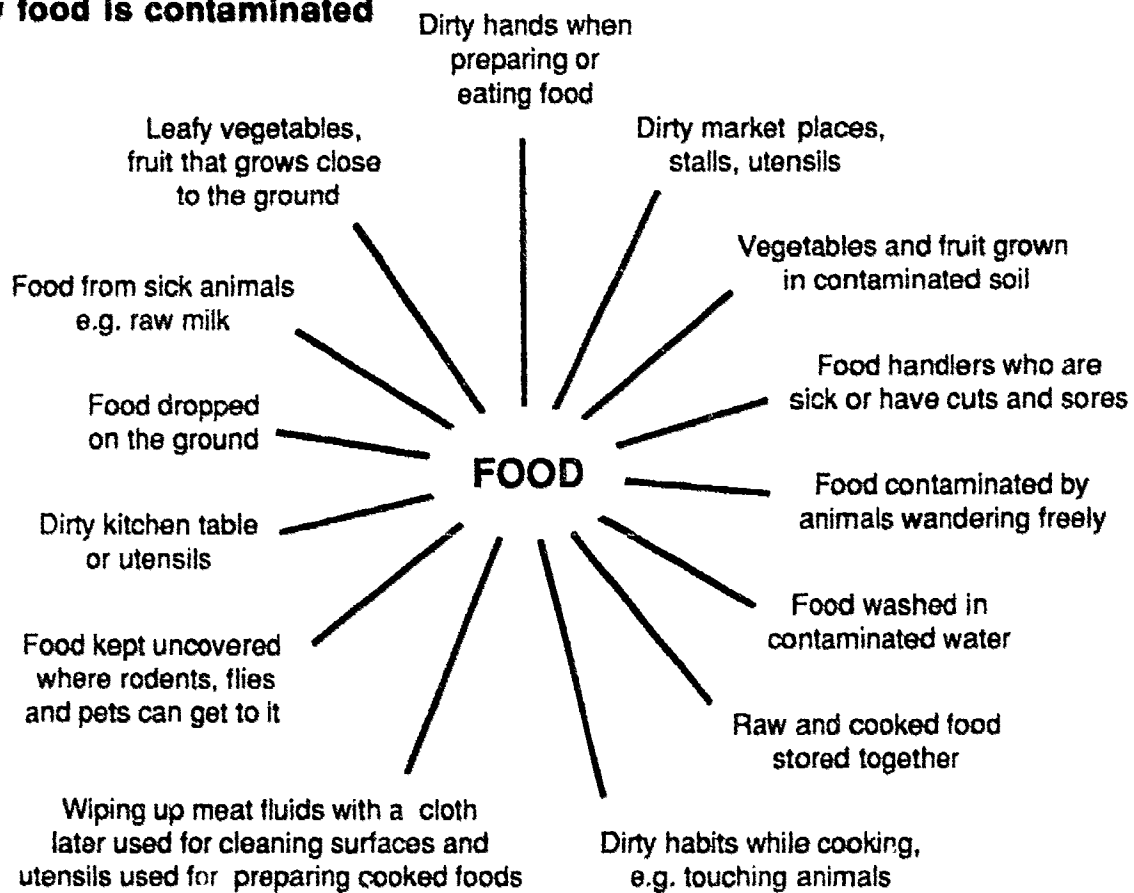 food is contaminated
Dirty hands when
preparing or
eating food
Leafy vegetables,
fruit that grows close
to the ground
Dirty market places,
stalls, utensils
Vegetables and fruit grown
in contaminated soil
Food from sick animals
e.g. raw milk
Food handlers who are
sick or have cuts and sores
Food dropped
on the ground
FOOD
Food contaminated by
animals wandering freely
Dirty kitchen table
or utensils
Food washed in
contaminated water
Food kept uncovered
where rodents, flies
and pets can get to it
Raw and cooked food
stored together
Wiping up meat fluids with a cloth
later used for cleaning surfaces and
utensils used for preparing cooked foods
Dirty habits while cooking,
e.g. touching animals